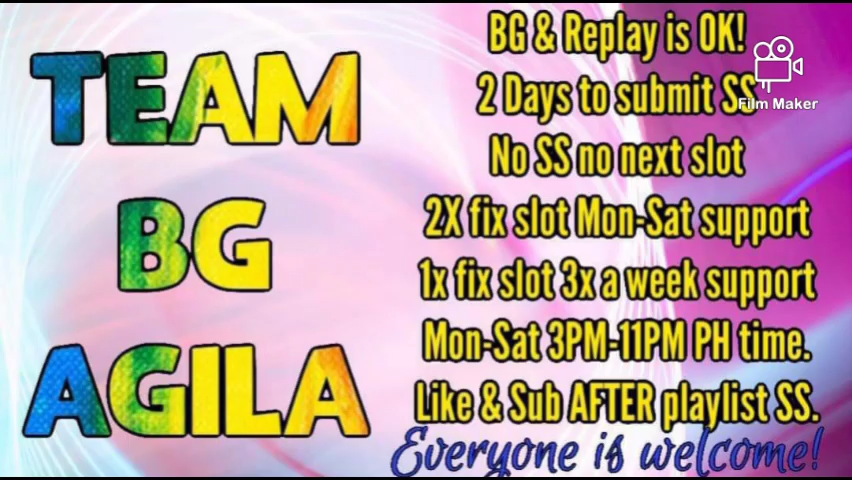 TEAM
BG
AGILA
BG & Replay is OK!
2 Days to submit SS
No SS no next slot
2X fix slot Mon-Sat support
1x fix slot 3x a week support
Mon-Sat 3PM-11PM PH time.
Like & Sub AFTER playlist SS.
Everyone is welcome!
Film Maker